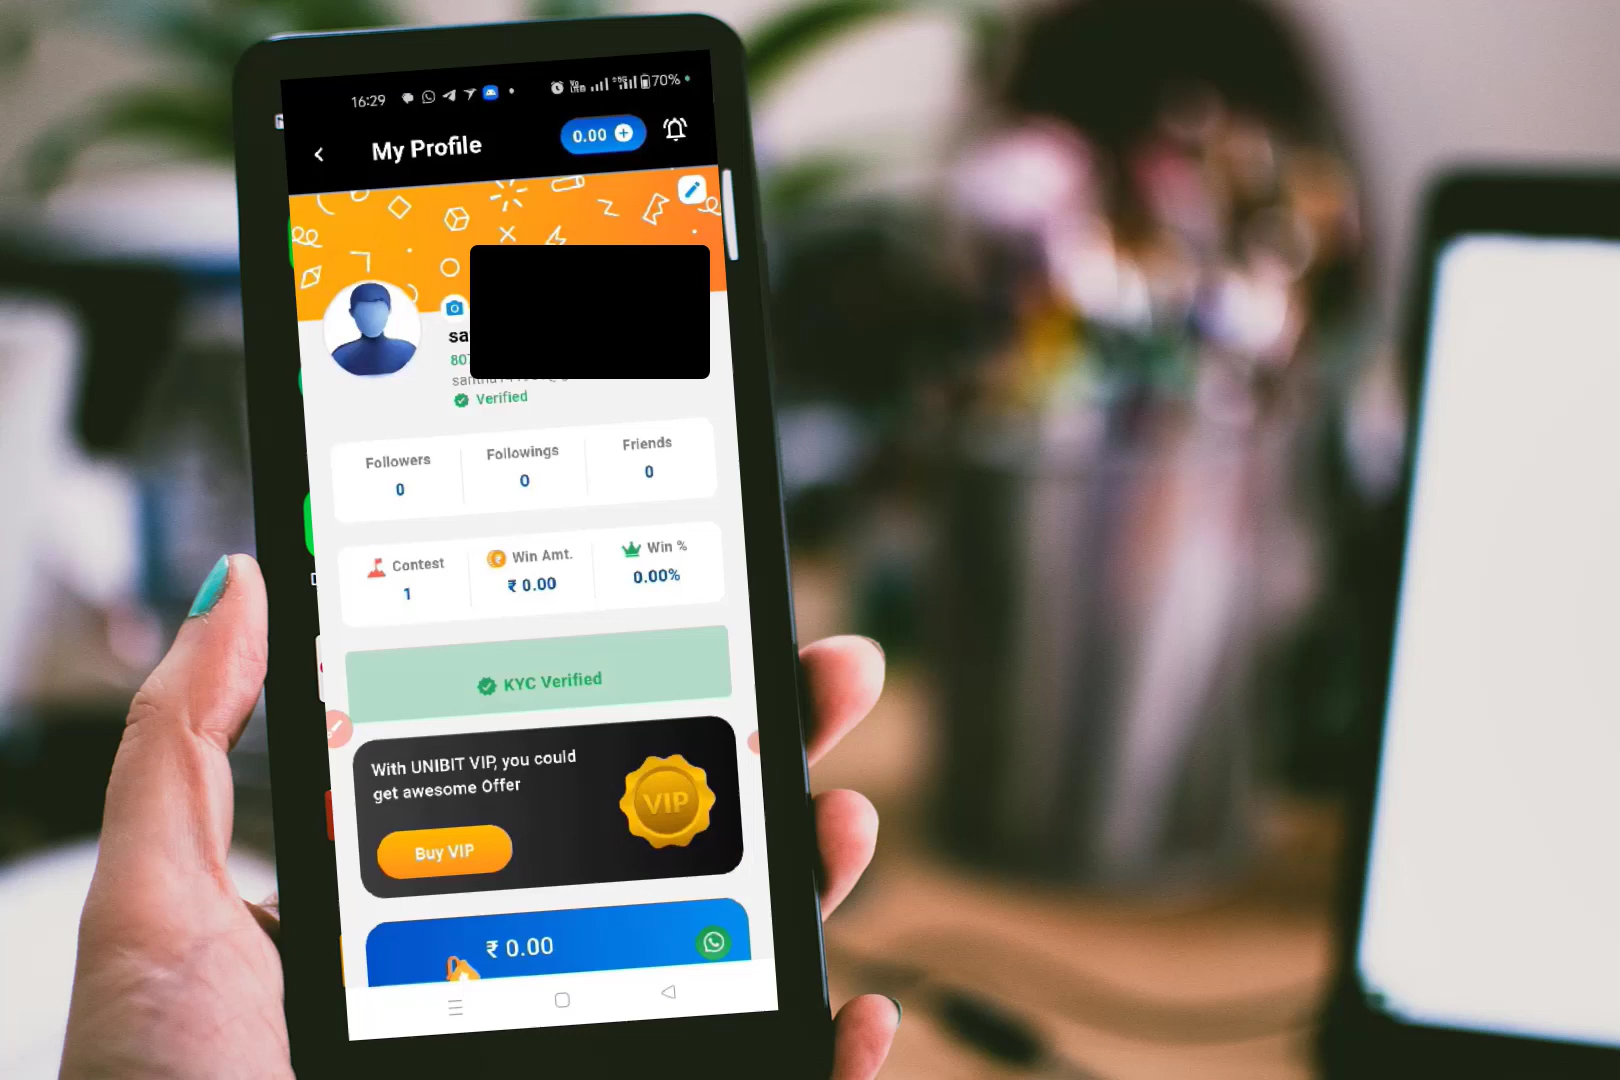 16:29 70%
My Profile 0.00
Verified
Followers Followings Friends
0 0 0
Contest Win Amt. Win %
1 ₹ 0.00 0.00%
KYC Verified
With UNIBIT VIP, you could
get awesome Offer
VIP
Buy VIP
₹ 0.00